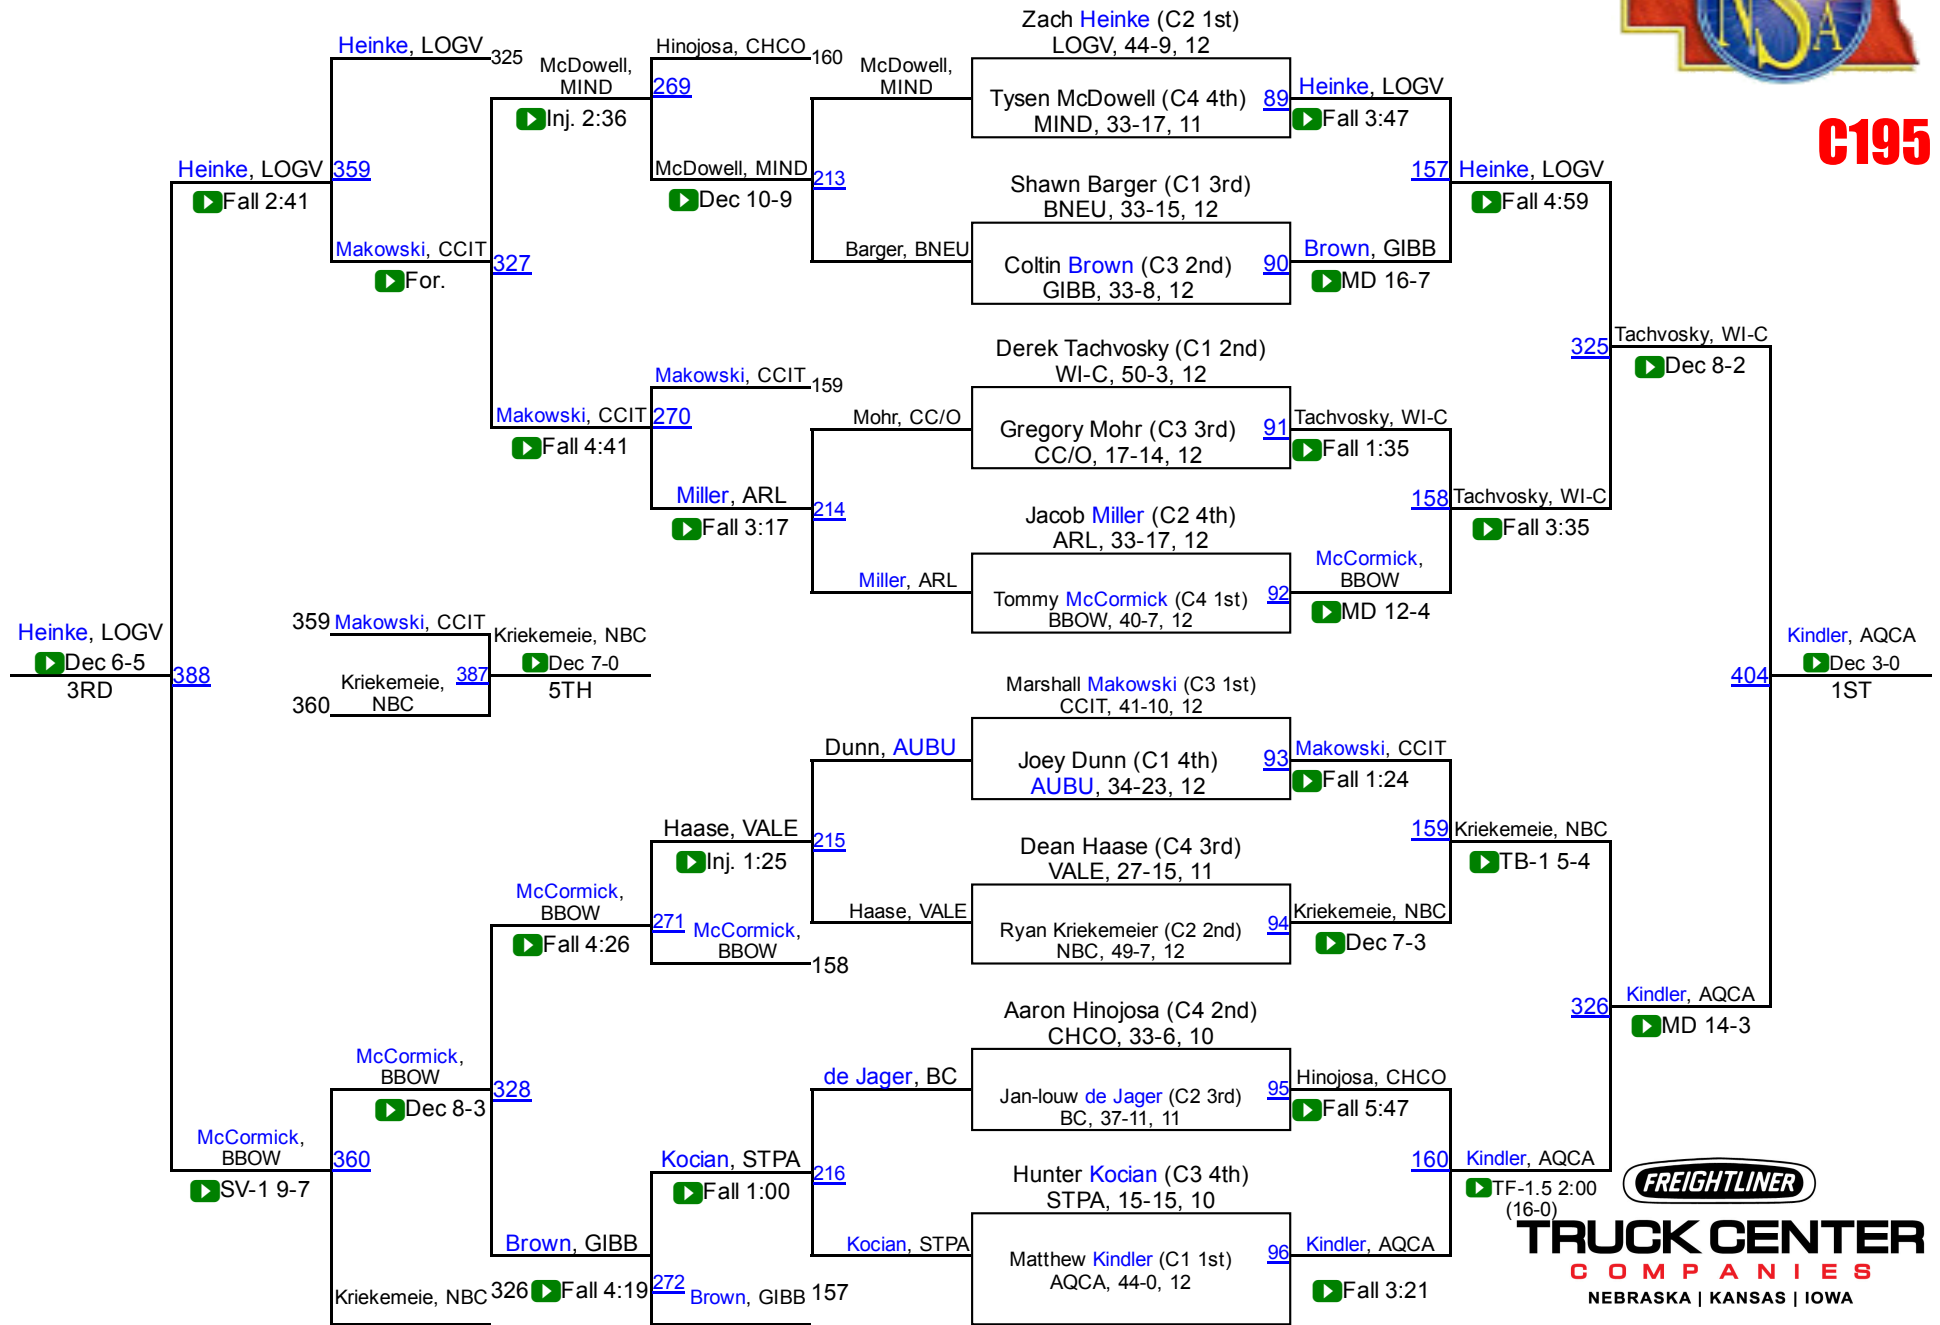 NSA
C195
Zach Heinke (C2 1st)
LOGV, 44-9, 12
Tysen McDowell (C4 4th)
MIND, 33-17, 11
89
Shawn Barger (C1 3rd)
BNEU, 33-15, 12
Coltin Brown (C3 2nd)
GIBB, 33-8, 12
90
Derek Tachvosky (C1 2nd)
WI-C, 50-3, 12
Gregory Mohr (C3 3rd)
CC/O, 17-14, 12
91
Jacob Miller (C2 4th)
ARL, 33-17, 12
Tommy McCormick (C4 1st)
BBOW, 40-7, 12
92
Marshall Makowski (C3 1st)
CCIT, 41-10, 12
Joey Dunn (C1 4th)
AUBU, 34-23, 12
93
Dean Haase (C4 3rd)
VALE, 27-15, 11
Ryan Kriekemeier (C2 2nd)
NBC, 49-7, 12
94
Aaron Hinojosa (C4 2nd)
CHCO, 33-6, 10
Jan-louw de Jager (C2 3rd)
BC, 37-11, 11
95
Hunter Kocian (C3 4th)
STPA, 15-15, 10
Matthew Kindler (C1 1st)
AQCA, 44-0, 12
96
Heinke, LOGV
Fall 3:47
Brown, GIBB
MD 16-7
Tachvosky, WI-C
Fall 1:35
McCormick,
BBOW
MD 12-4
Makowski, CCIT
Fall 1:24
Kriekemeie, NBC
Dec 7-3
Hinojosa, CHCO
Fall 5:47
Kindler, AQCA
Fall 3:21
157
Heinke, LOGV
Fall 4:59
158
Tachvosky, WI-C
Fall 3:35
159
Kriekemeie, NBC
TB-1 5-4
160
Kindler, AQCA
TF-1.5 2:00
(16-0)
325
Tachvosky, WI-C
Dec 8-2
326
Kindler, AQCA
MD 14-3
404
Kindler, AQCA
Dec 3-0
1ST
McDowell,
MIND
Barger, BNEU
213
Mohr, CC/O
Miller, ARL
214
Dunn, AUBU
Haase, VALE
215
de Jager, BC
Kocian, STPA
216
Hinojosa, CHCO
160
McDowell, MIND
Dec 10-9
269
Makowski, CCIT
159
Miller, ARL
Fall 3:17
270
Haase, VALE
Inj. 1:25
McCormick,
BBOW
158
271
Kocian, STPA
Fall 1:00
Brown, GIBB
157
272
McDowell,
MIND
Inj. 2:36
Makowski, CCIT
Fall 4:41
327
McCormick,
BBOW
Fall 4:26
Brown, GIBB
Fall 4:19
328
Heinke, LOGV
325
Makowski, CCIT
For.
359
McCormick,
BBOW
Dec 8-3
Kriekemeie, NBC
326
360
Heinke, LOGV
Fall 2:41
McCormick,
BBOW
SV-1 9-7
388
Heinke, LOGV
Dec 6-5
3RD
359
Makowski, CCIT
360
Kriekemeie,
NBC
387
Kriekemeie, NBC
Dec 7-0
5TH
FREIGHTLINER
TRUCK CENTER
COMPANIES
NEBRASKA | KANSAS | IOWA